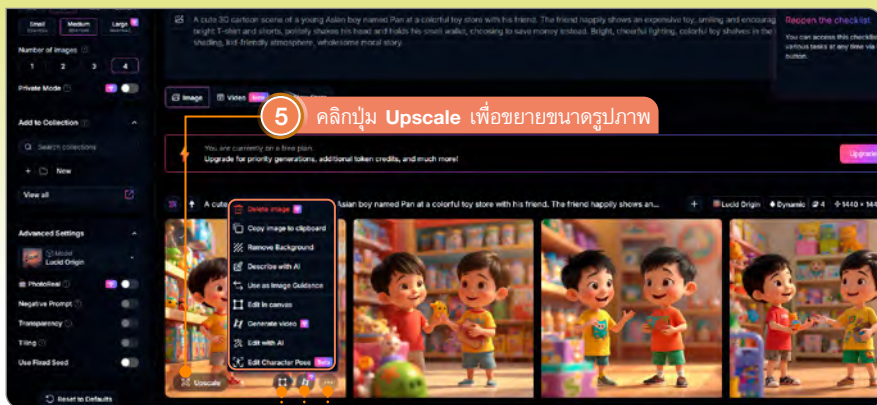 Small
Medium
Large
Number of images
1 2 3 4
Private Mode
Add to Collection
Search collections
+ New
View all
Advanced Settings
Model
Lucid Origin
PhotoReal
Negative Prompt
Transparency
Tiling
Use Fixed Seed
Reset to Defaults
A cute 3D cartoon scene of a young Asian boy named Pan at a colorful toy store with his friend. The friend happily shows an expensive toy, smiling and encourag
bright T-shirt and shorts, politely shakes his head and holds his small wallet, choosing to save money instead. Bright, cheerful lighting, colorful toy shelves in the
shading, kid-friendly atmosphere, wholesome moral story.
Reopen the checklist
You can access this checklist
various tasks at any time via
button.
Image
Video New
5 คลิกปุ่ม Upscale เพื่อขยายขนาดรูปภาพ
You are currently on a free plan.
Upgrade for priority generations, additional token credits, and much more!
Upgrade
A cute
Asian boy named Pan at a colorful toy store with his friend. The friend happily shows an...
+
Lucid Origin
Dynamic
4
1440 × 144
Delete image
Copy image to clipboard
Remove Background
Describe with AI
Use as Image Guidance
Edit in canvas
Generate video
Edit with AI
Edit Character Pose Beta
Upscale